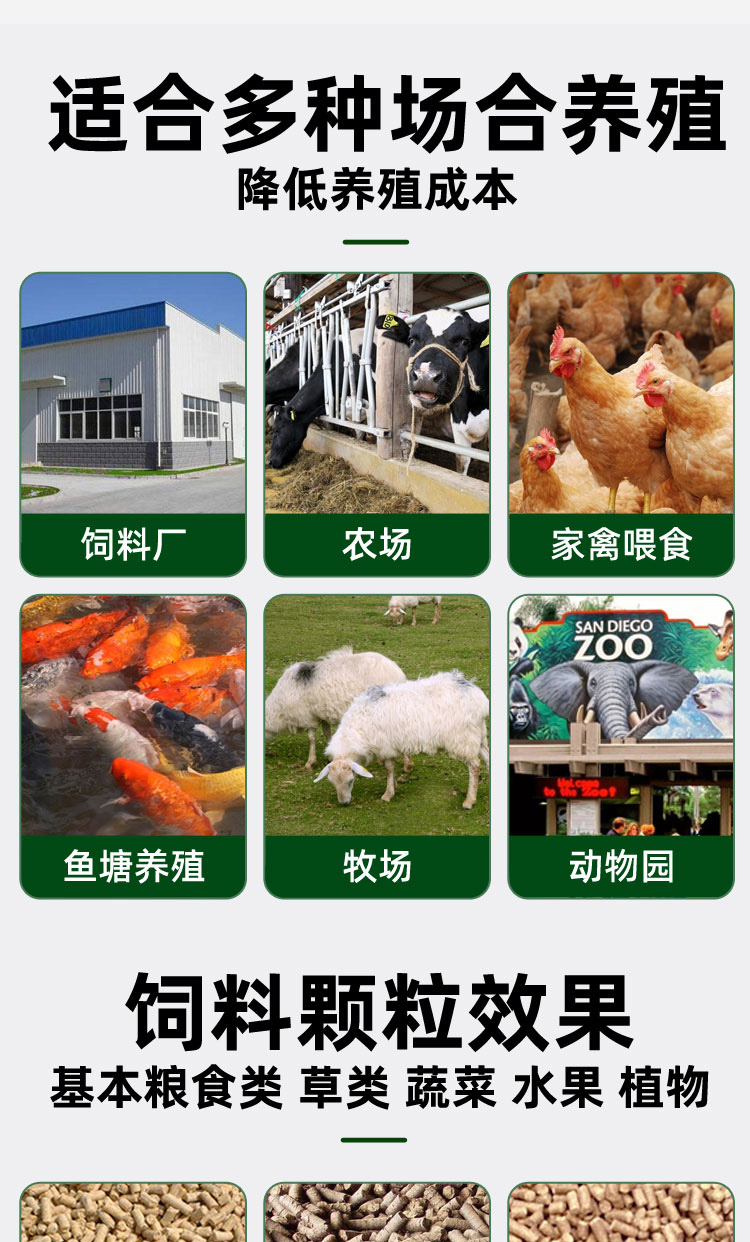 适合多种场合养殖
降低养殖成本
饲料厂
农场
家禽喂食
SAN DIEGO
ZOO
Welcome
to the Zoo!
鱼塘养殖
牧场
动物园
饲料颗粒效果
基本粮食类 草类 蔬菜 水果 植物